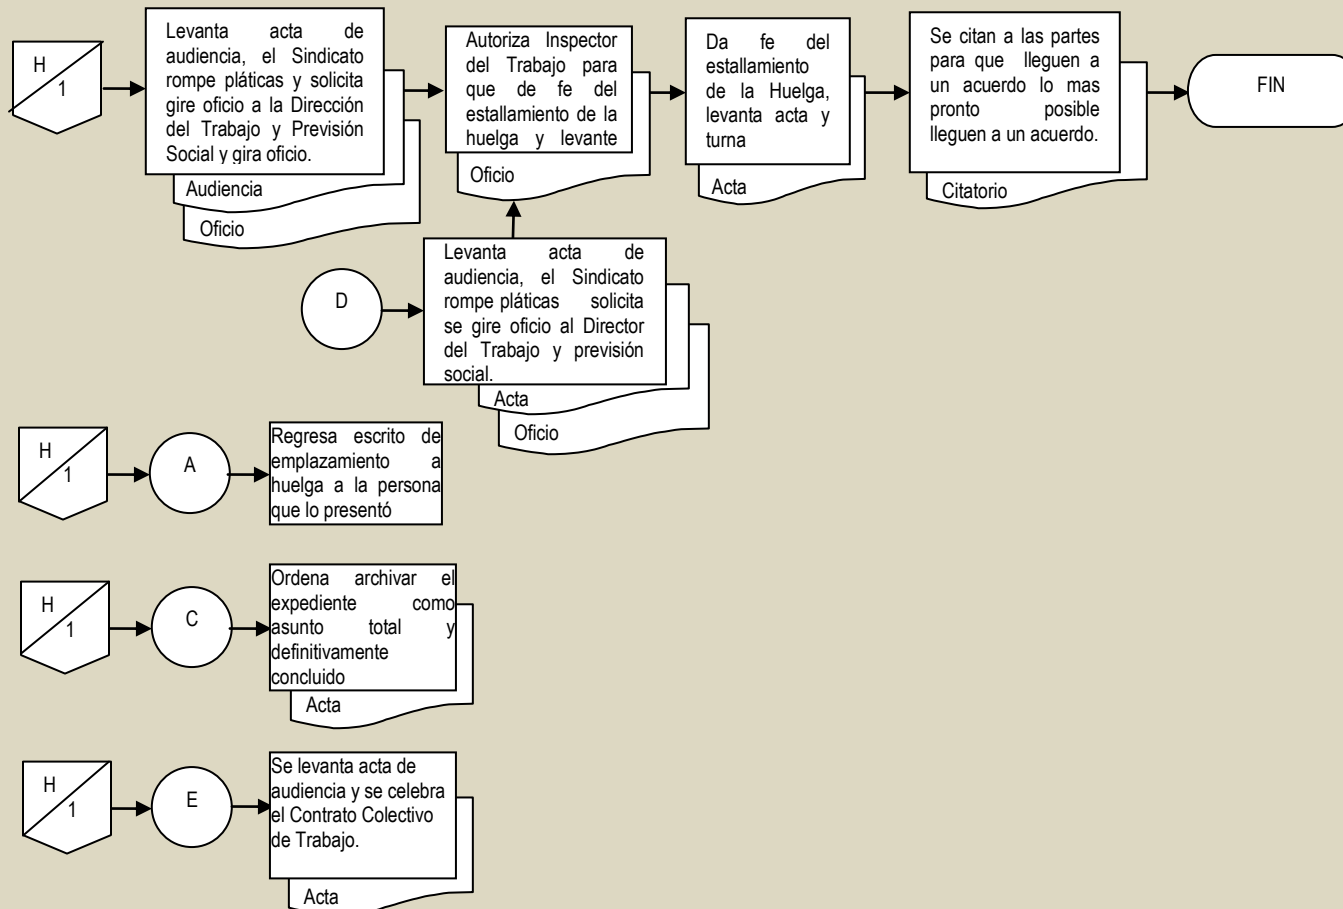 H
1
Levanta acta de
audiencia, el Sindicato
rompe pláticas y solicita
gire oficio a la Dirección
del Trabajo y Previsión
Social y gira oficio.
Audiencia
Oficio
Autoriza Inspector
del Trabajo para
que de fe del
estallamiento de la
huelga y levante
Oficio
Da fe del
estallamiento
de la Huelga,
levanta acta y
turna
Acta
Se citan a las partes
para que lleguen a
un acuerdo lo mas
pronto posible
lleguen a un acuerdo.
Citatorio
FIN
D
Levanta acta de
audiencia, el Sindicato
rompe pláticas solicita
se gire oficio al Director
del Trabajo y previsión
social.
Acta
Oficio
H
1
A
Regresa escrito de
emplazamiento a
huelga a la persona
que lo presentó
H
1
C
Ordena archivar el
expediente como
asunto total y
definitivamente
concluido
Acta
H
1
E
Se levanta acta de
audiencia y se celebra
el Contrato Colectivo
de Trabajo.
Acta